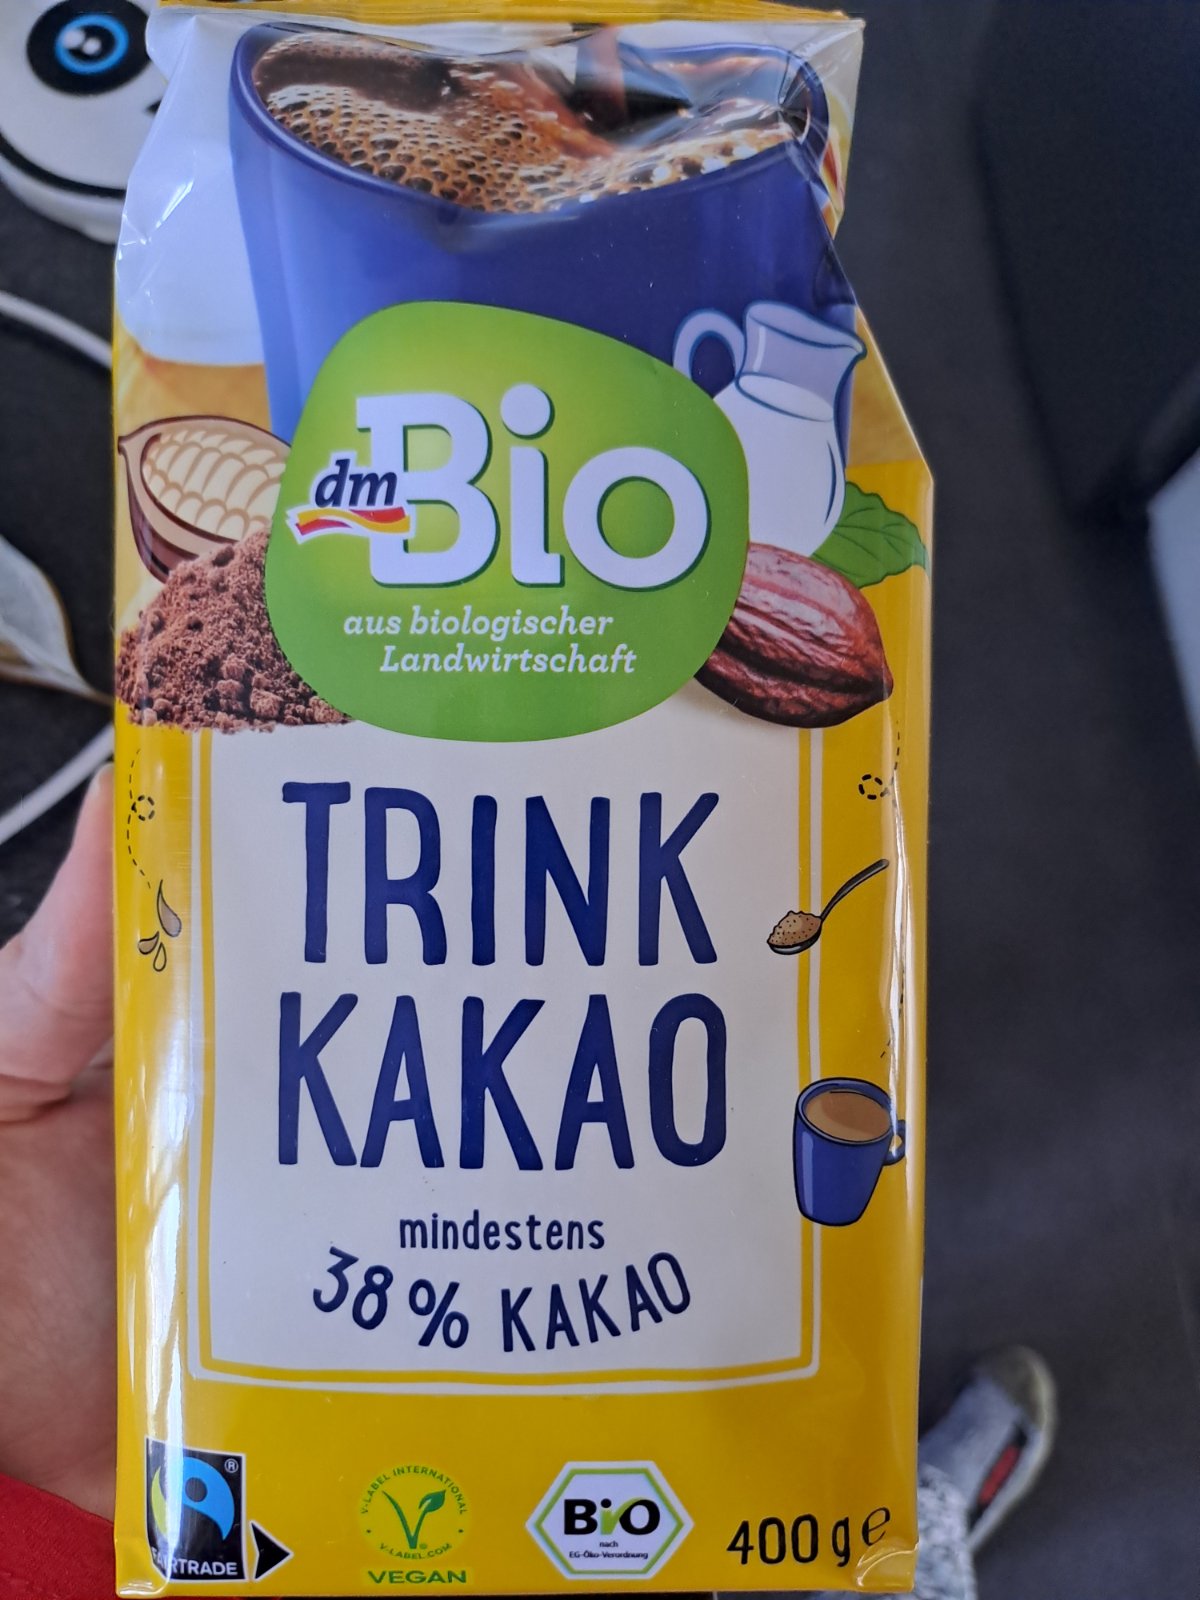 dm
Bio
aus biologischer
Landwirtschaft
TRINK
KAKAO
mindestens
38% KAKAO
®
FAIRTRADE
V-LABEL INTERNATIONAL
V-LABEL.COM
VEGAN
BIO
nach
EG-Öko-Verordnung
400 g e